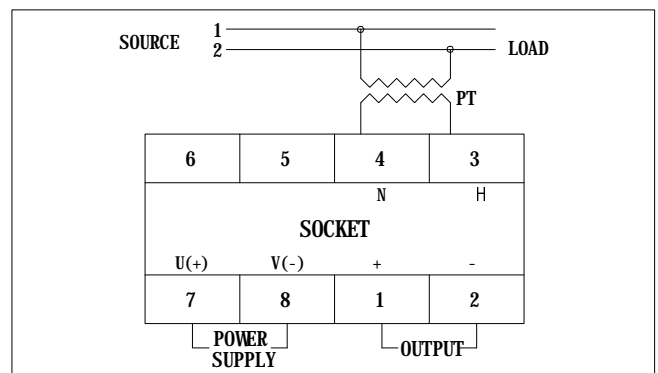 SOURCE 1
2 LOAD
PT
6 5 4 3
N H
SOCKET
U(+) V(-) + -
7 8 1 2
POWER
SUPPLY
OUTPUT